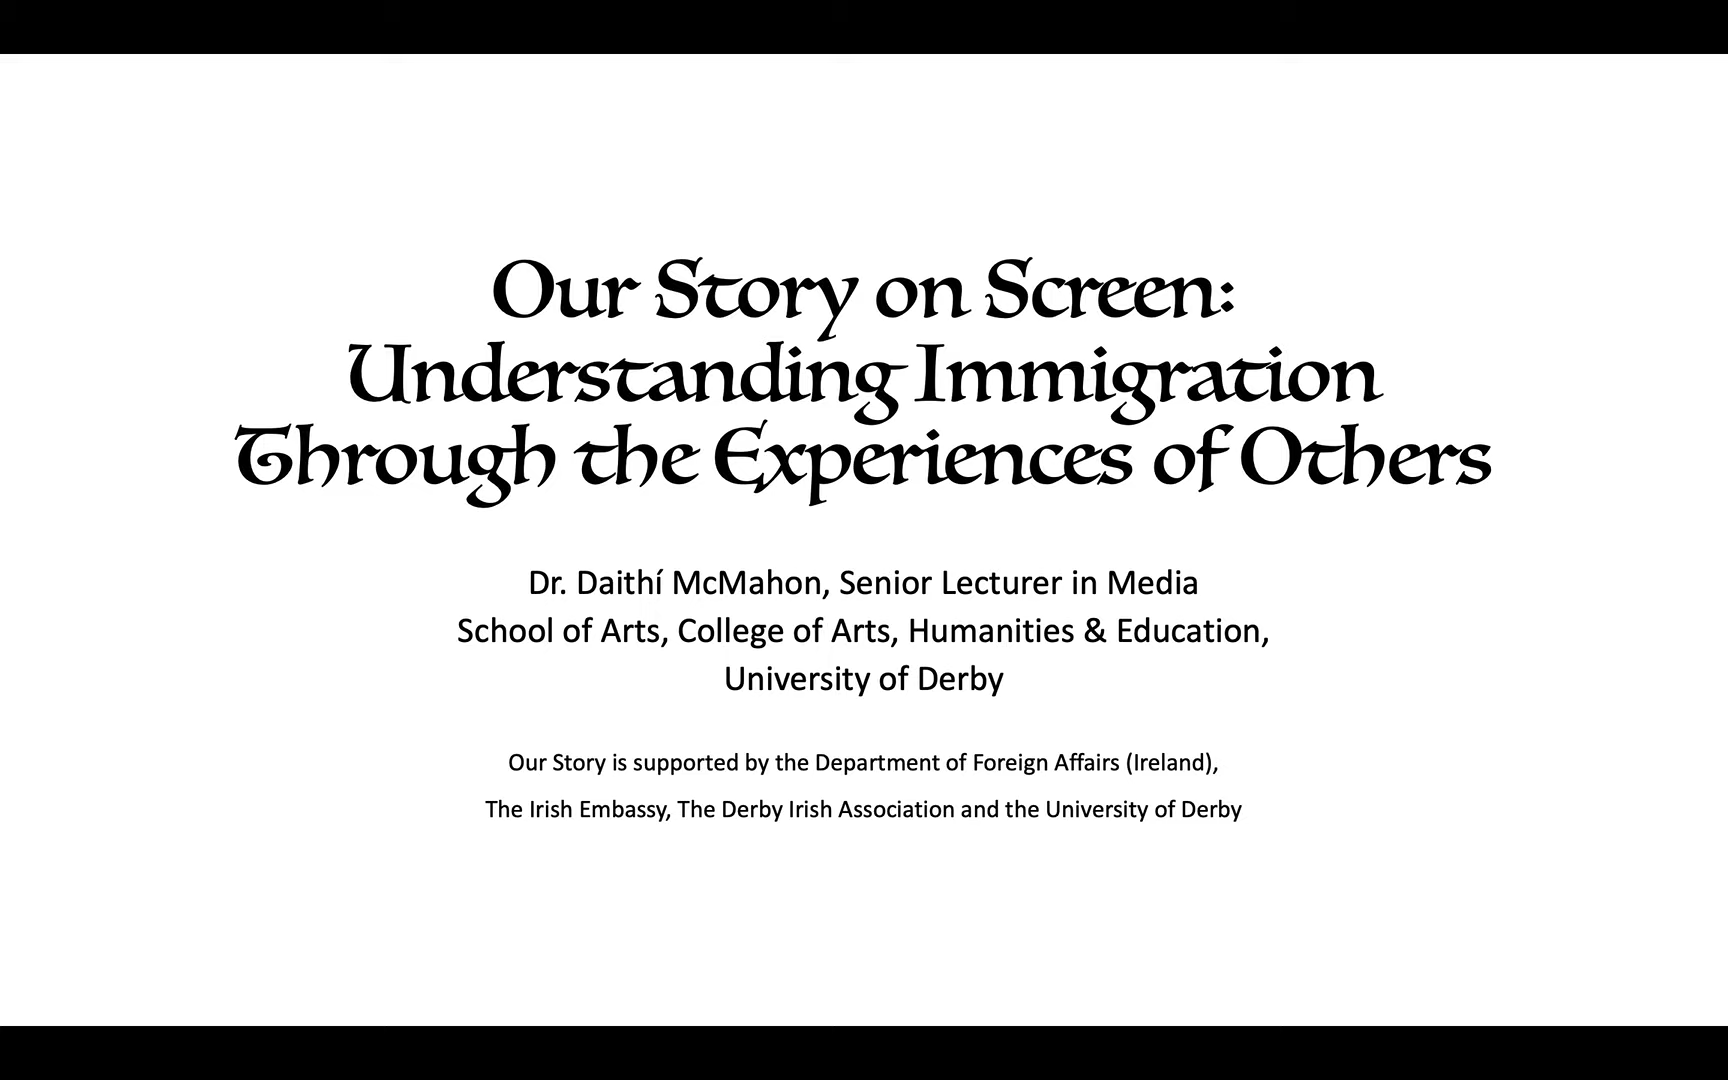 Our Story on Screen:
Understanding Immigration
Through the Experiences of Others
Dr. Daithí McMahon, Senior Lecturer in Media
School of Arts, College of Arts, Humanities & Education,
University of Derby
Our Story is supported by the Department of Foreign Affairs (Ireland),
The Irish Embassy, The Derby Irish Association and the University of Derby